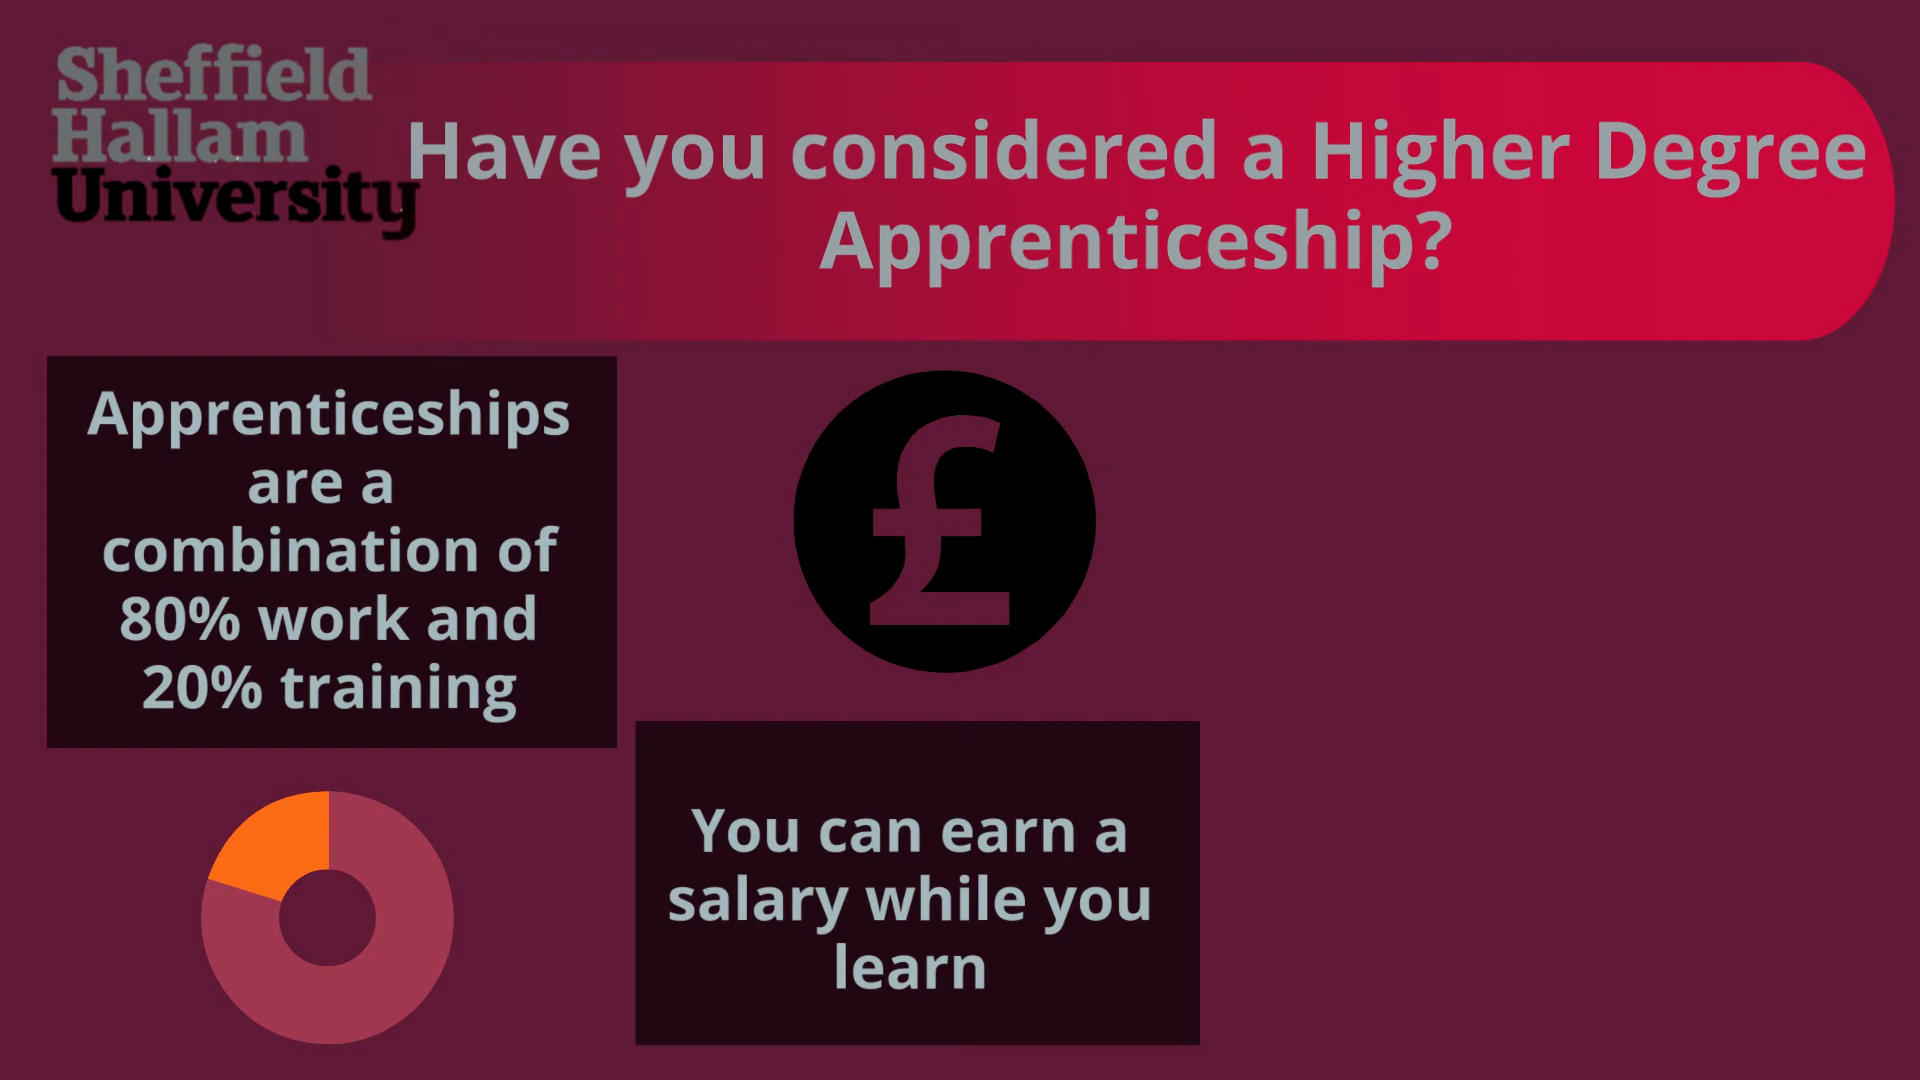 Sheffield
Hallam
University
Have you considered a Higher Degree
Apprenticeship?
Apprenticeships
are a
combination of
80% work and
20% training
£
You can earn a
salary while you
learn